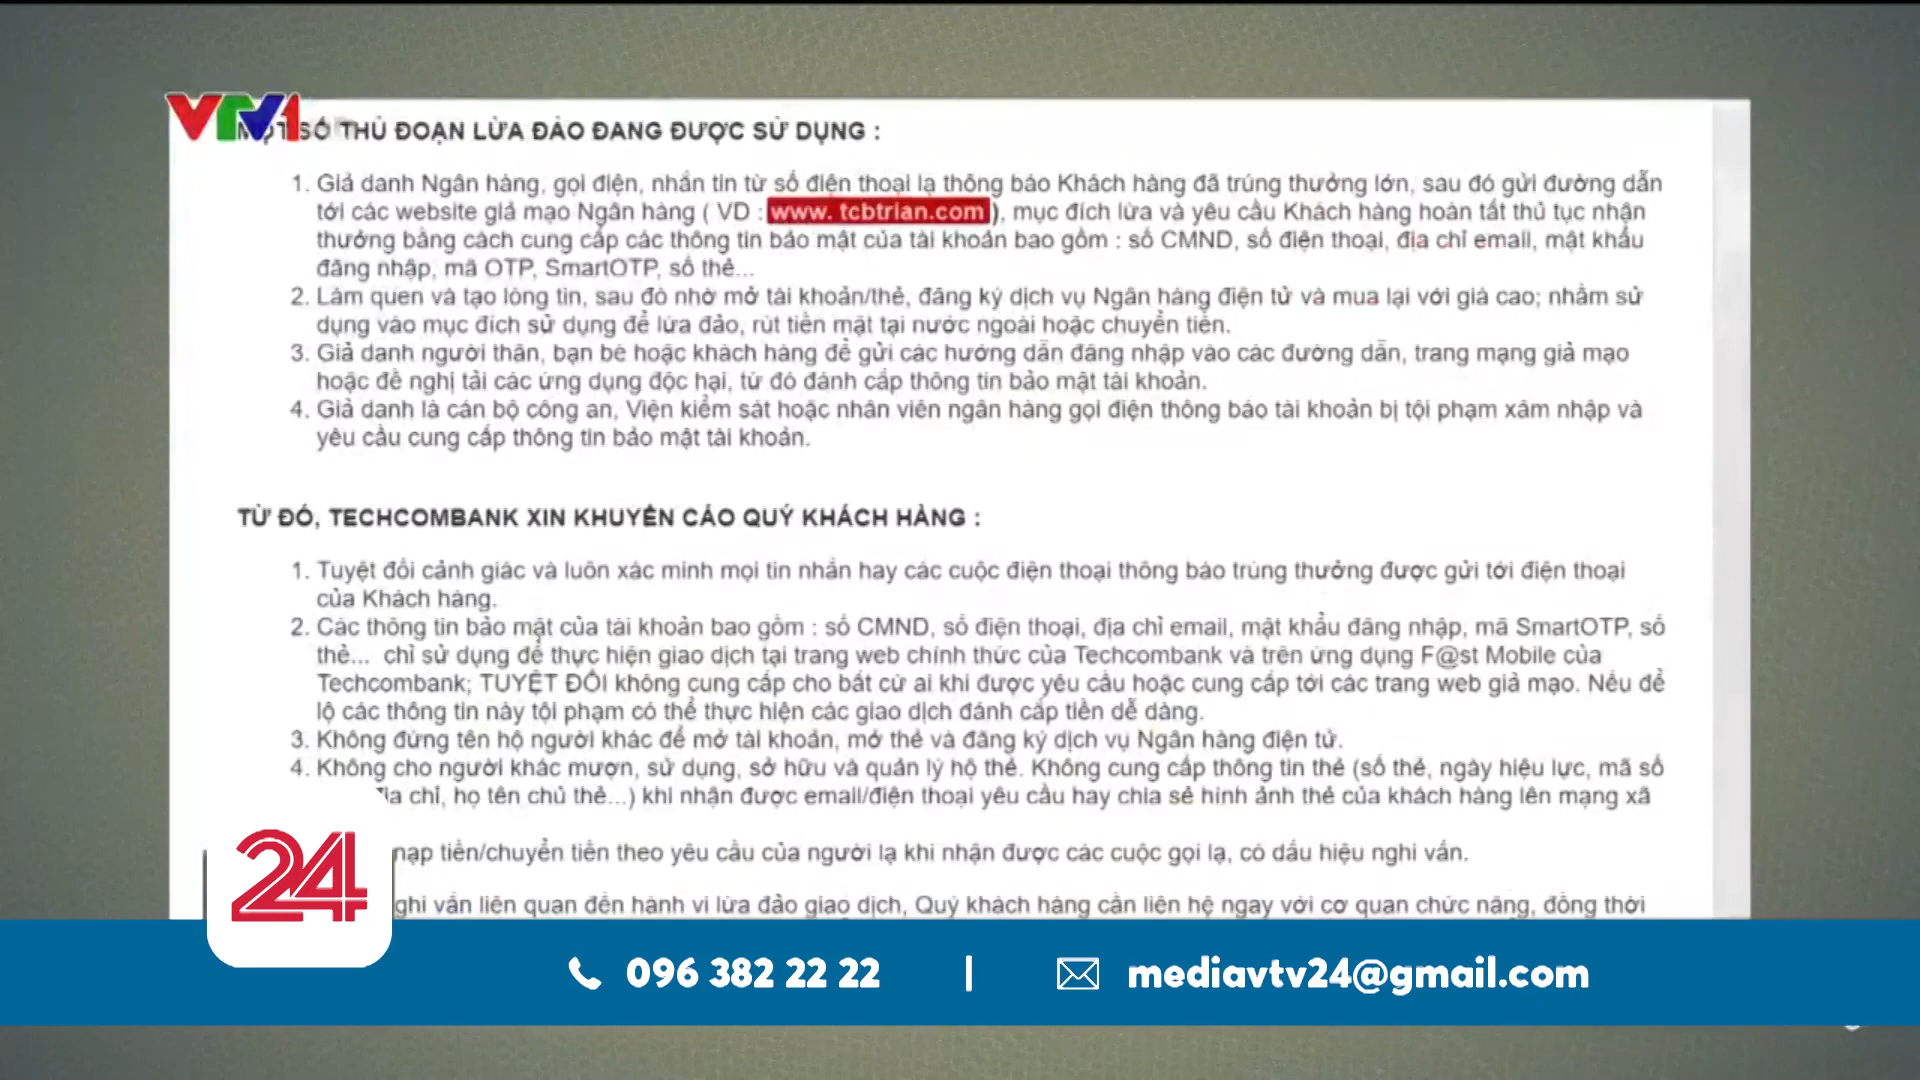 VTV1
MỘT SỐ THỦ ĐOẠN LỪA ĐẢO ĐANG ĐƯỢC SỬ DỤNG :
1. Giả danh Ngân hàng, gọi điện, nhắn tin từ số điện thoại lạ thông báo Khách hàng đã trúng thưởng lớn, sau đó gửi đường dẫn
tới các website giả mạo Ngân hàng ( VD : www. tcbtrian.com ), mục đích lừa và yêu cầu Khách hàng hoàn tất thủ tục nhận
thưởng bằng cách cung cấp các thông tin bảo mật của tài khoản bao gồm : số CMND, số điện thoại, địa chỉ email, mật khẩu
đăng nhập, mã OTP, SmartOTP, số thẻ...
2. Làm quen và tạo lòng tin, sau đó nhờ mở tài khoản/thẻ, đăng ký dịch vụ Ngân hàng điện tử và mua lại với giá cao; nhằm sử
dụng vào mục đích sử dụng để lừa đảo, rút tiền mặt tại nước ngoài hoặc chuyển tiền.
3. Giả danh người thân, bạn bè hoặc khách hàng để gửi các hướng dẫn đăng nhập vào các đường dẫn, trang mạng giả mạo
hoặc đề nghị tải các ứng dụng độc hại, từ đó đánh cắp thông tin bảo mật tài khoản.
4. Giả danh là cán bộ công an, Viện kiểm sát hoặc nhân viên ngân hàng gọi điện thông báo tài khoản bị tội phạm xâm nhập và
yêu cầu cung cấp thông tin bảo mật tài khoản.
TỪ ĐÓ, TECHCOMBANK XIN KHUYẾN CÁO QUÝ KHÁCH HÀNG :
1. Tuyệt đối cảnh giác và luôn xác minh mọi tin nhắn hay các cuộc điện thoại thông báo trúng thưởng được gửi tới điện thoại
của Khách hàng.
2. Các thông tin bảo mật của tài khoản bao gồm : số CMND, số điện thoại, địa chỉ email, mật khẩu đăng nhập, mã SmartOTP, số
thẻ... chỉ sử dụng để thực hiện giao dịch tại trang web chính thức của Techcombank và trên ứng dụng F@st Mobile của
Techcombank; TUYỆT ĐỐI không cung cấp cho bất cứ ai khi được yêu cầu hoặc cung cấp tới các trang web giả mạo. Nếu để
lộ các thông tin này tội phạm có thể thực hiện các giao dịch đánh cắp tiền dễ dàng.
3. Không đứng tên hộ người khác để mở tài khoản, mở thẻ và đăng ký dịch vụ Ngân hàng điện tử.
4. Không cho người khác mượn, sử dụng, sở hữu và quản lý hộ thẻ. Không cung cấp thông tin thẻ (số thẻ, ngày hiệu lực, mã số
địa chỉ, họ tên chủ thẻ...) khi nhận được email/điện thoại yêu cầu hay chia sẻ hình ảnh thẻ của khách hàng lên mạng xã
nạp tiền/chuyển tiền theo yêu cầu của người lạ khi nhận được các cuộc gọi lạ, có dấu hiệu nghi vấn.
nghi vấn liên quan đến hành vi lừa đảo giao dịch, Quý khách hàng cần liên hệ ngay với cơ quan chức năng, đồng thời
24
096 382 22 22 | mediavtv24@gmail.com